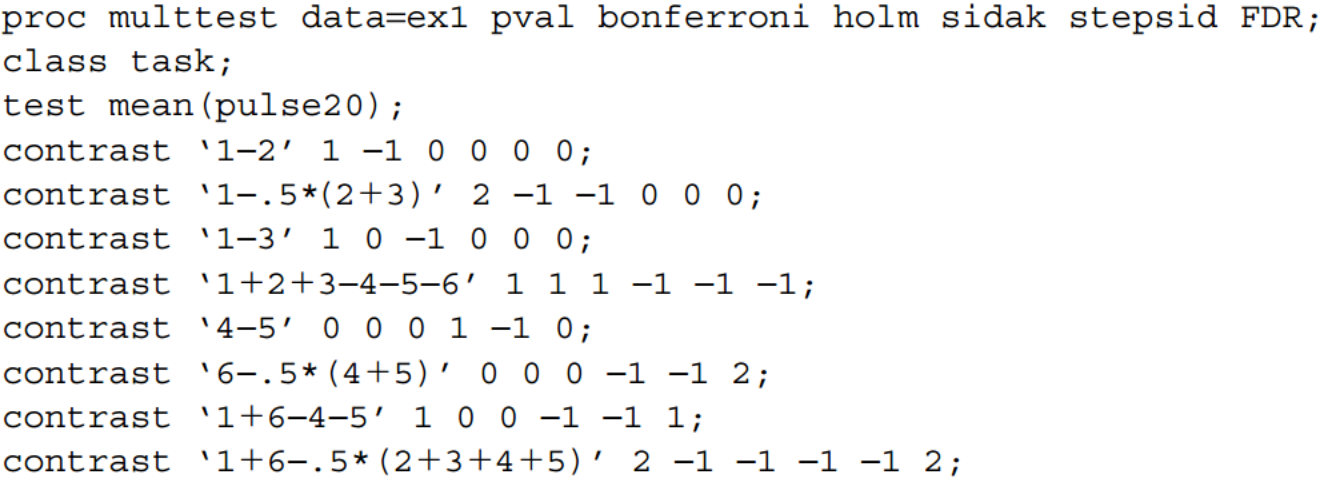 proc multtest data=ex1 pval bonferroni holm sidak stepsid FDR;
class task;
test mean(pulse20);
contrast ‘1–2’ 1 –1 0 0 0 0;
contrast ‘1–.5*(2+3)’ 2 –1 –1 0 0 0;
contrast ‘1–3’ 1 0 –1 0 0 0;
contrast ‘1+2+3–4–5–6’ 1 1 1 –1 –1 –1;
contrast ‘4–5’ 0 0 0 1 –1 0;
contrast ‘6–.5*(4+5)’ 0 0 0 –1 –1 2;
contrast ‘1+6–4–5’ 1 0 0 –1 –1 1;
contrast ‘1+6–.5*(2+3+4+5)’ 2 –1 –1 –1 –1 2;